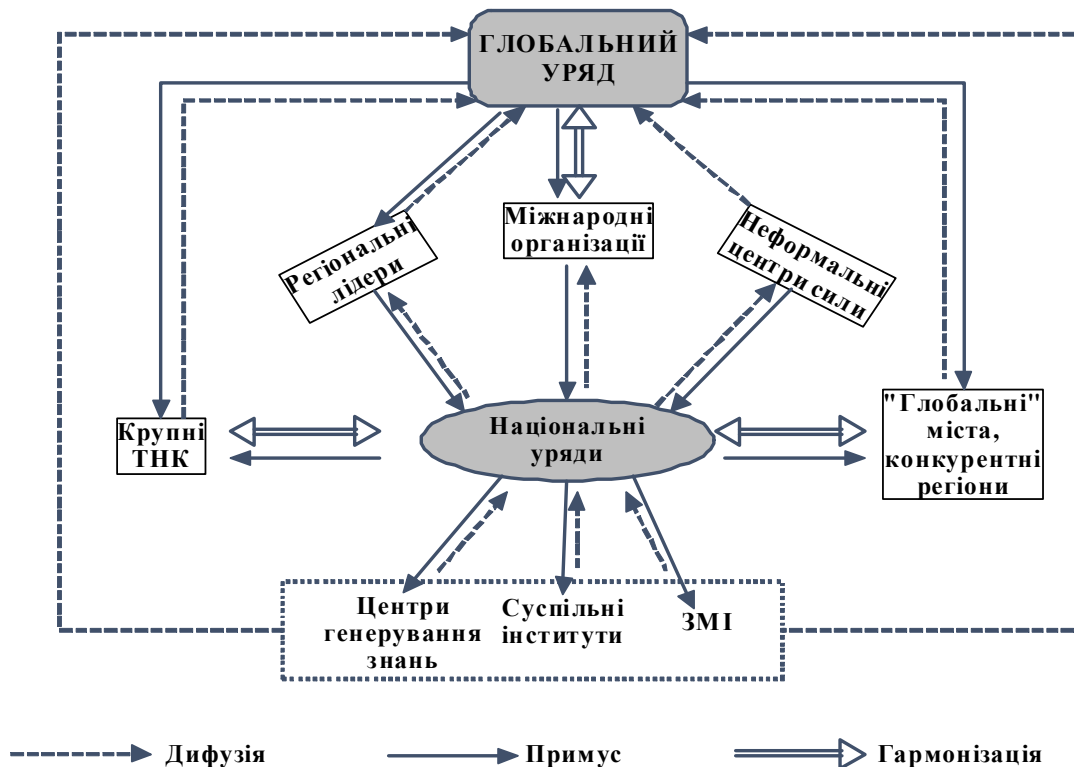 ГЛОБАЛЬНИЙ
УРЯД
Регіональні
лідери
Міжнародні
організації
Неформальні
центри сили
Крупні
ТНК
Національні
уряди
"Глобальні"
міста,
конкурентні
регіони
Центри
генерування
знань
Суспільні
інститути
ЗМІ
Дифузія
Примус
Гармонізація